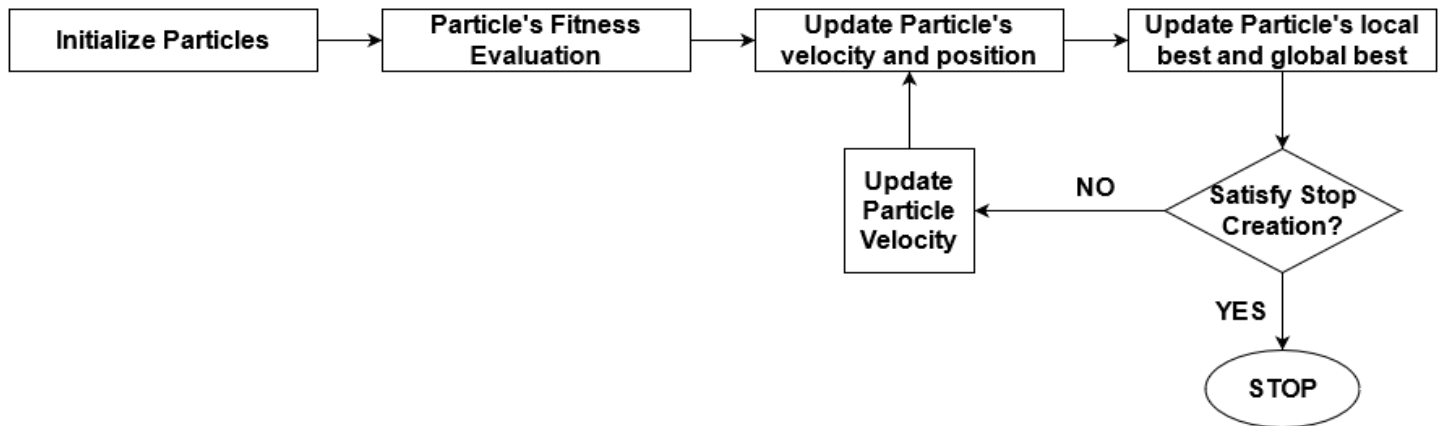 Initialize Particles
Particle's Fitness
Evaluation
Update Particle's
velocity and position
Update Particle's local
best and global best
Update
Particle
Velocity
NO
Satisfy Stop
Creation?
YES
STOP